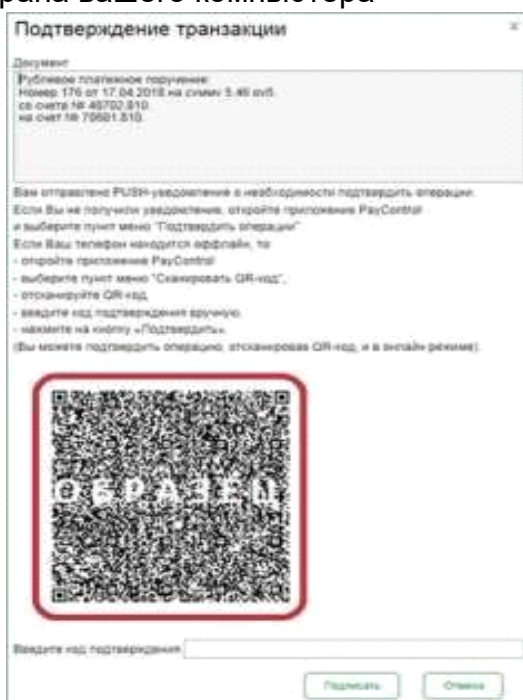 рана вашего компьютера
Подтверждение транзакции
Документ
Рублевое платежное поручение:
Номер 176 от 17.04.2018 на сумму 5.46 руб.
со счета № 40702.810.
на счет № 70601.810.
Вам отправлено PUSH-уведомление о необходимости подтвердить операции.
Если Вы не получили уведомление, откройте приложение PayControl
и выберите пункт меню "Подтвердить операции"
Если Ваш телефон находится оффлайн, то
- откройте приложение PayControl
- выберите пункт меню "Сканировать QR-код",
- отсканируйте QR-код,
- введите код подтверждения вручную,
- нажмите на кнопку «Подтвердить».
(Вы можете подтвердить операцию, отсканировав QR-код, и в онлайн режиме).
ОБРАЗЕЦ
Введите код подтверждения
Подписать Отмена